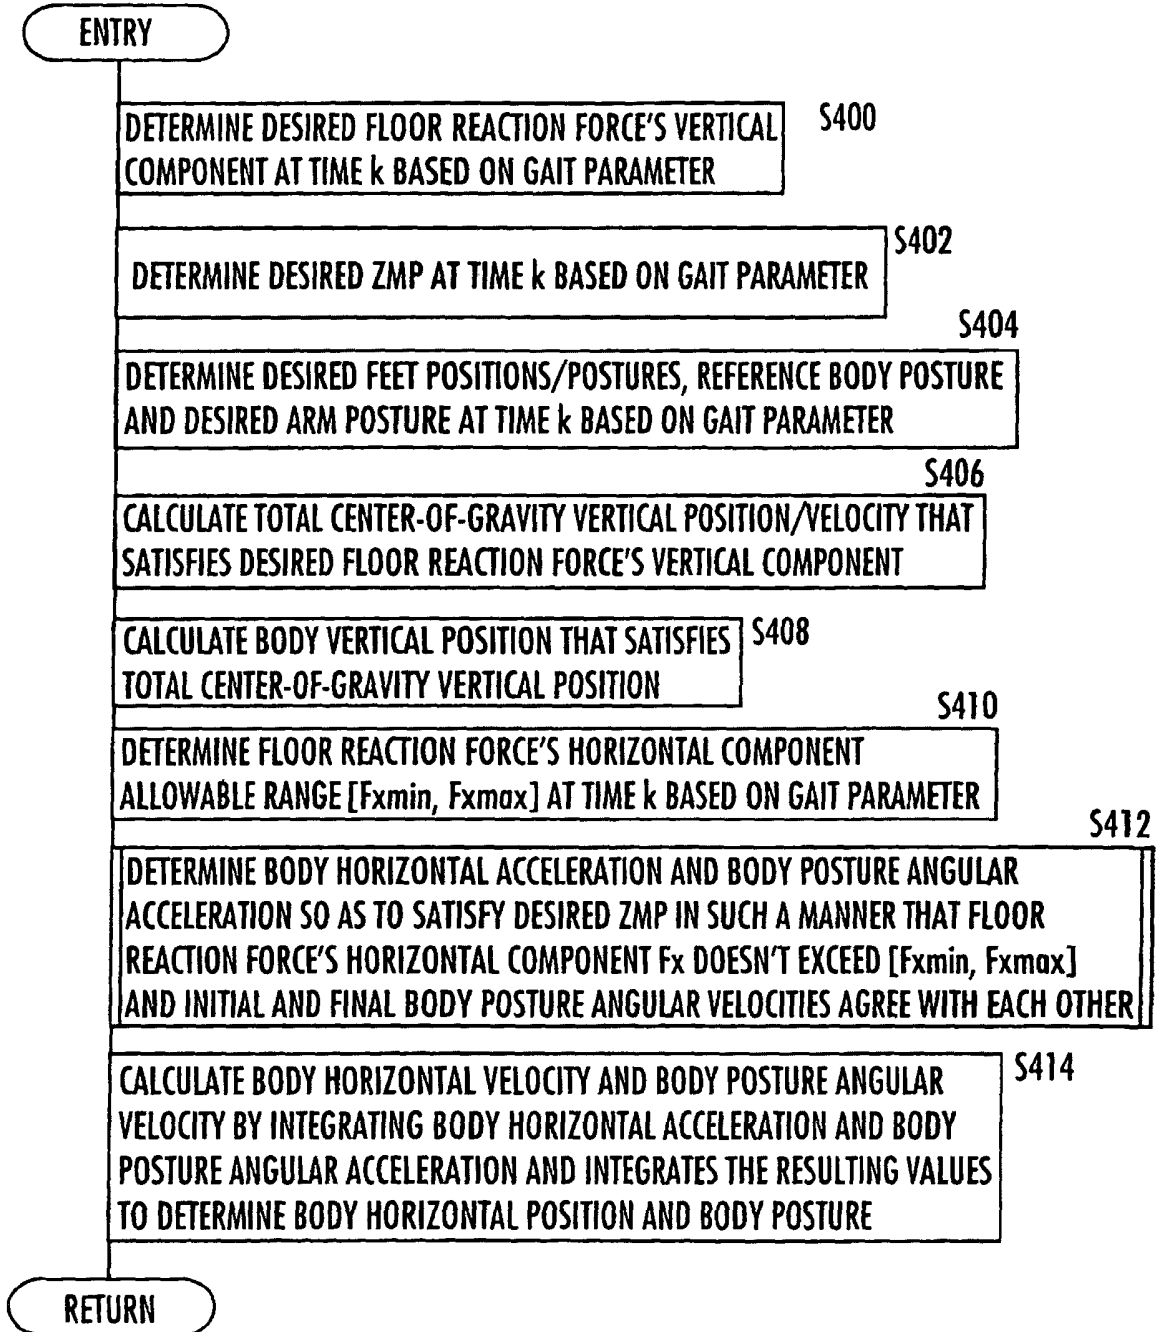 ENTRY
S400
DETERMINE DESIRED FLOOR REACTION FORCE'S VERTICAL
COMPONENT AT TIME k BASED ON GAIT PARAMETER
S402
DETERMINE DESIRED ZMP AT TIME k BASED ON GAIT PARAMETER
S404
DETERMINE DESIRED FEET POSITIONS/POSTURES, REFERENCE BODY POSTURE
AND DESIRED ARM POSTURE AT TIME k BASED ON GAIT PARAMETER
S406
CALCULATE TOTAL CENTER-OF-GRAVITY VERTICAL POSITION/VELOCITY THAT
SATISFIES DESIRED FLOOR REACTION FORCE'S VERTICAL COMPONENT
S408
CALCULATE BODY VERTICAL POSITION THAT SATISFIES
TOTAL CENTER-OF-GRAVITY VERTICAL POSITION
S410
DETERMINE FLOOR REACTION FORCE'S HORIZONTAL COMPONENT
ALLOWABLE RANGE [Fxmin, Fxmax] AT TIME k BASED ON GAIT PARAMETER
S412
DETERMINE BODY HORIZONTAL ACCELERATION AND BODY POSTURE ANGULAR
ACCELERATION SO AS TO SATISFY DESIRED ZMP IN SUCH A MANNER THAT FLOOR
REACTION FORCE'S HORIZONTAL COMPONENT Fx DOESN'T EXCEED [Fxmin, Fxmax]
AND INITIAL AND FINAL BODY POSTURE ANGULAR VELOCITIES AGREE WITH EACH OTHER
S414
CALCULATE BODY HORIZONTAL VELOCITY AND BODY POSTURE ANGULAR
VELOCITY BY INTEGRATING BODY HORIZONTAL ACCELERATION AND BODY
POSTURE ANGULAR ACCELERATION AND INTEGRATES THE RESULTING VALUES
TO DETERMINE BODY HORIZONTAL POSITION AND BODY POSTURE
RETURN